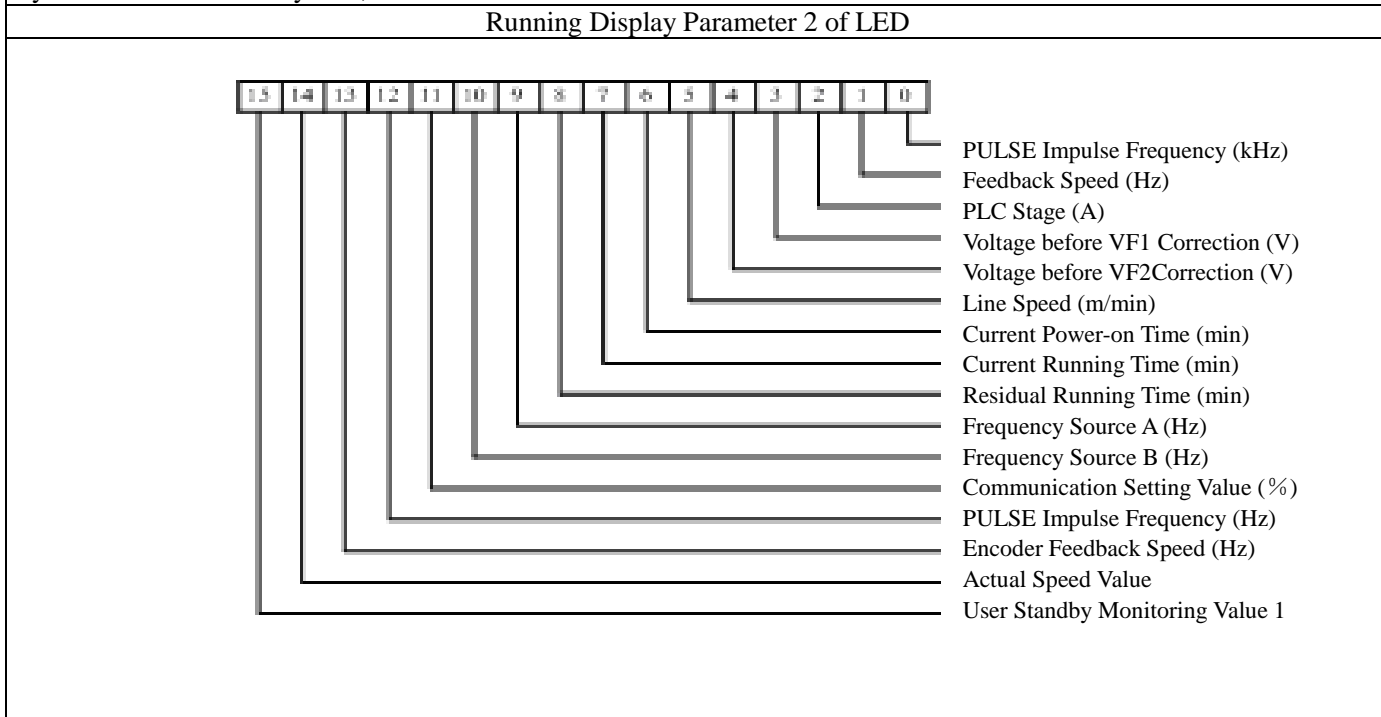 Running Display Parameter 2 of LED
15 14 13 12 11 10 9 8 7 6 5 4 3 2 1 0
PULSE Impulse Frequency (kHz)
Feedback Speed (Hz)
PLC Stage (A)
Voltage before VF1 Correction (V)
Voltage before VF2Correction (V)
Line Speed (m/min)
Current Power-on Time (min)
Current Running Time (min)
Residual Running Time (min)
Frequency Source A (Hz)
Frequency Source B (Hz)
Communication Setting Value (%)
PULSE Impulse Frequency (Hz)
Encoder Feedback Speed (Hz)
Actual Speed Value
User Standby Monitoring Value 1